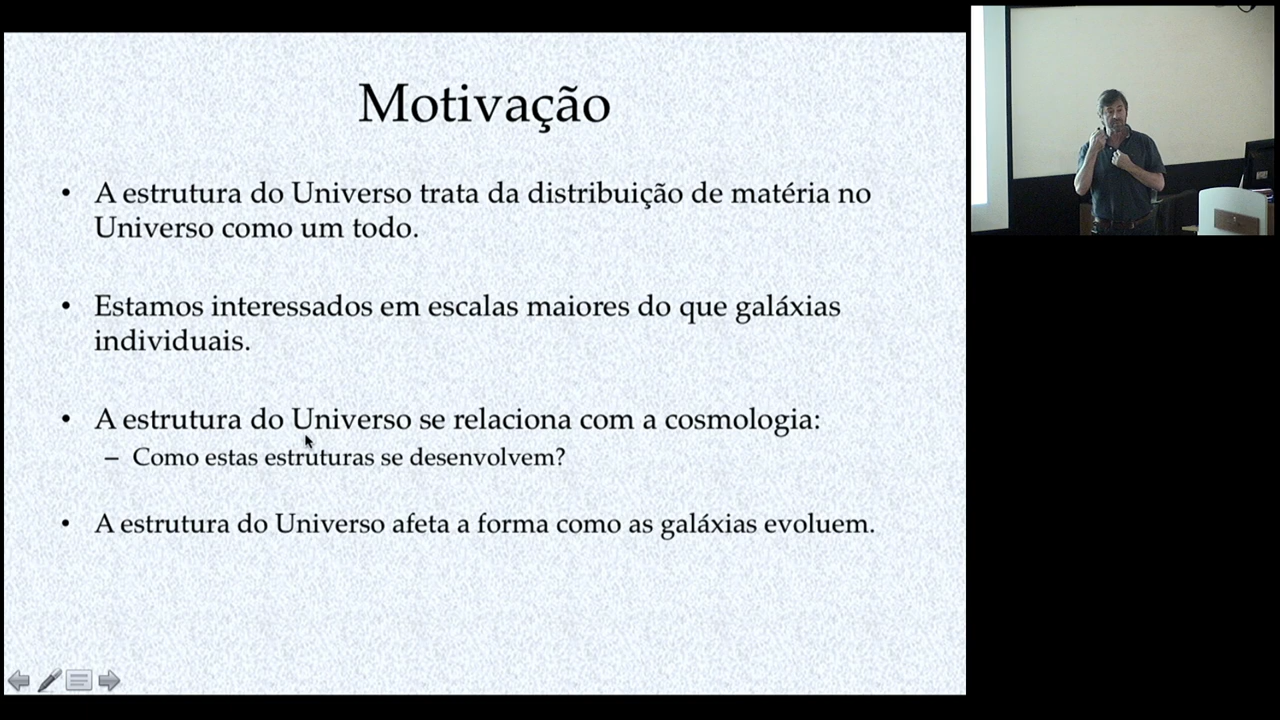 Motivação
• A estrutura do Universo trata da distribuição de matéria no
Universo como um todo.
• Estamos interessados em escalas maiores do que galáxias
individuais.
• A estrutura do Universo se relaciona com a cosmologia:
– Como estas estruturas se desenvolvem?
• A estrutura do Universo afeta a forma como as galáxias evoluem.